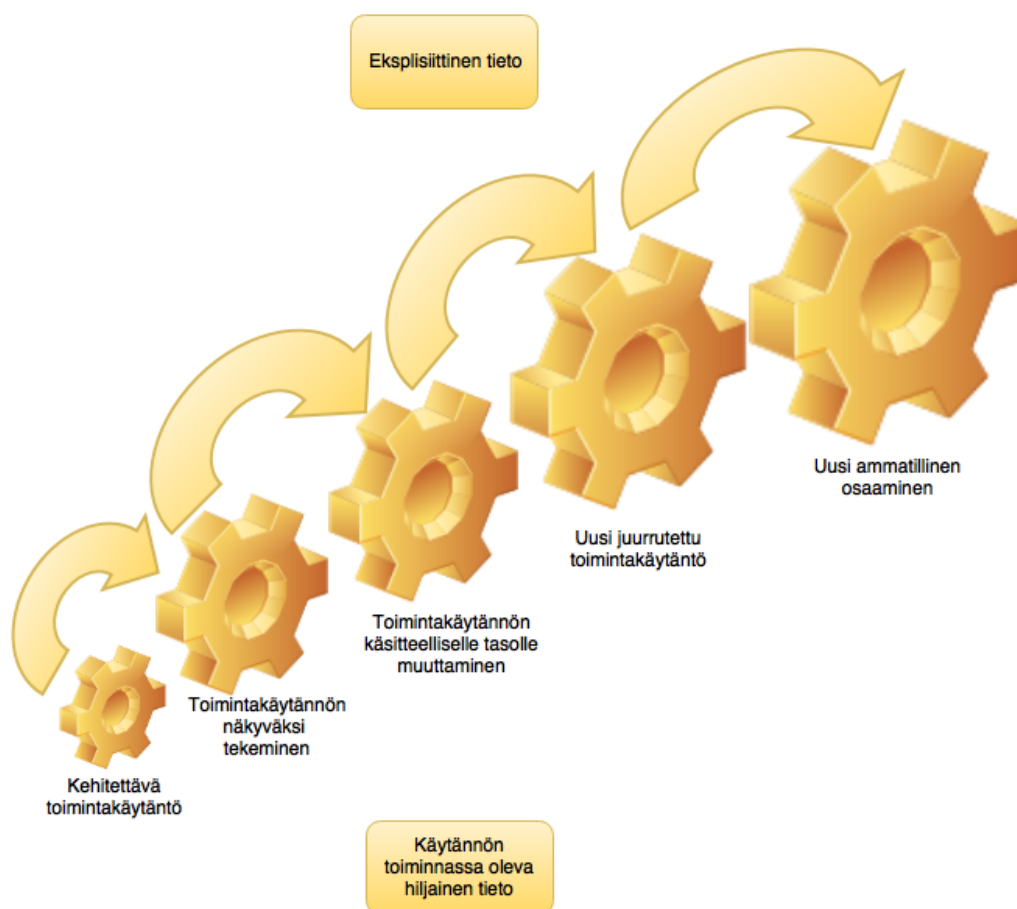 Eksplisiittinen tieto
Uusi ammatillinen
osaaminen
Uusi juurrutettu
toimintakäytäntö
Toimintakäytännön
käsitteelliselle tasolle
muuttaminen
Toimintakäytännön
näkyväksi
tekeminen
Kehitettävä
toimintakäytäntö
Käytännön
toiminnassa oleva
hiljainen tieto